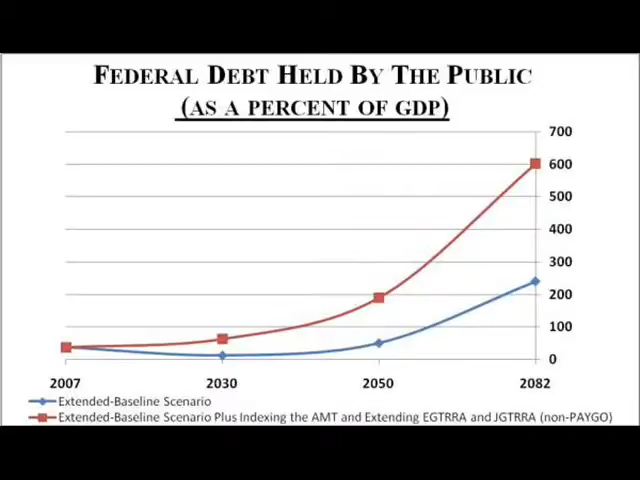 FEDERAL DEBT HELD BY THE PUBLIC
(AS A PERCENT OF GDP)
700
600
500
400
300
200
100
0
2007 2030 2050 2082
Extended-Baseline Scenario
Extended-Baseline Scenario Plus Indexing the AMT and Extending EGTRRA and JGTRRA (non-PAYGO)